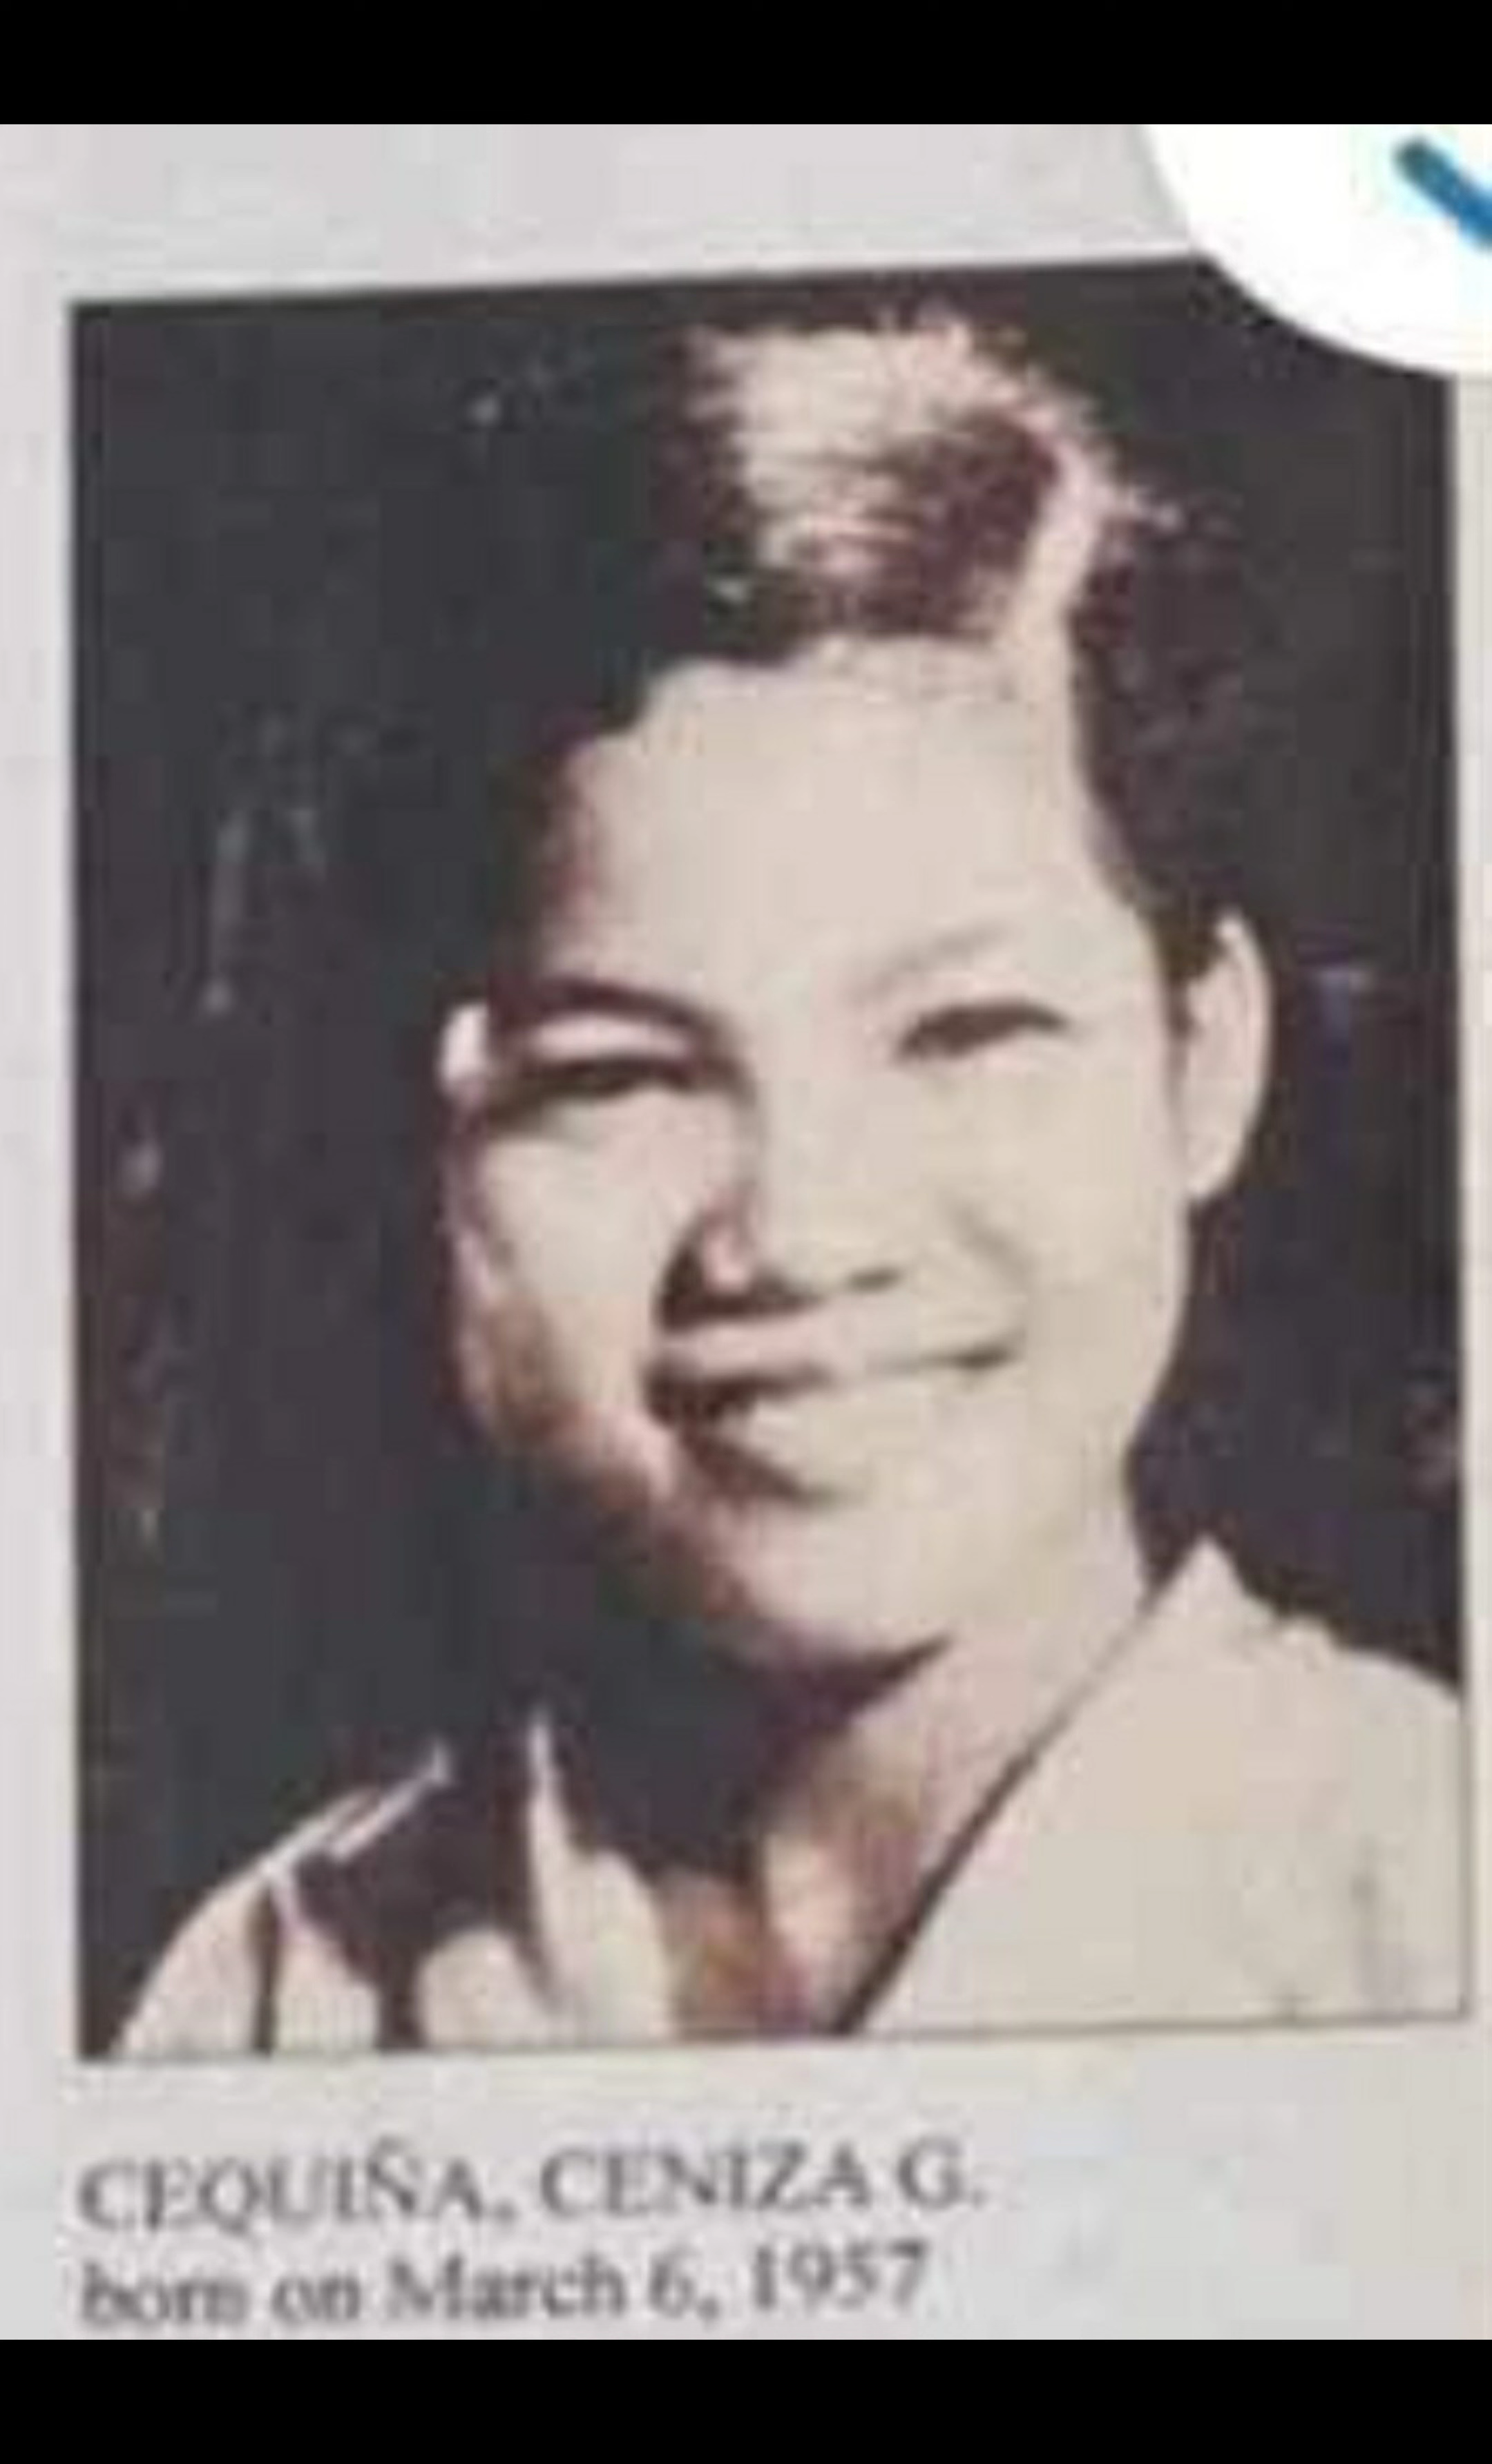 CEQUIÑA, CENIZA G.
born on March 6, 1957